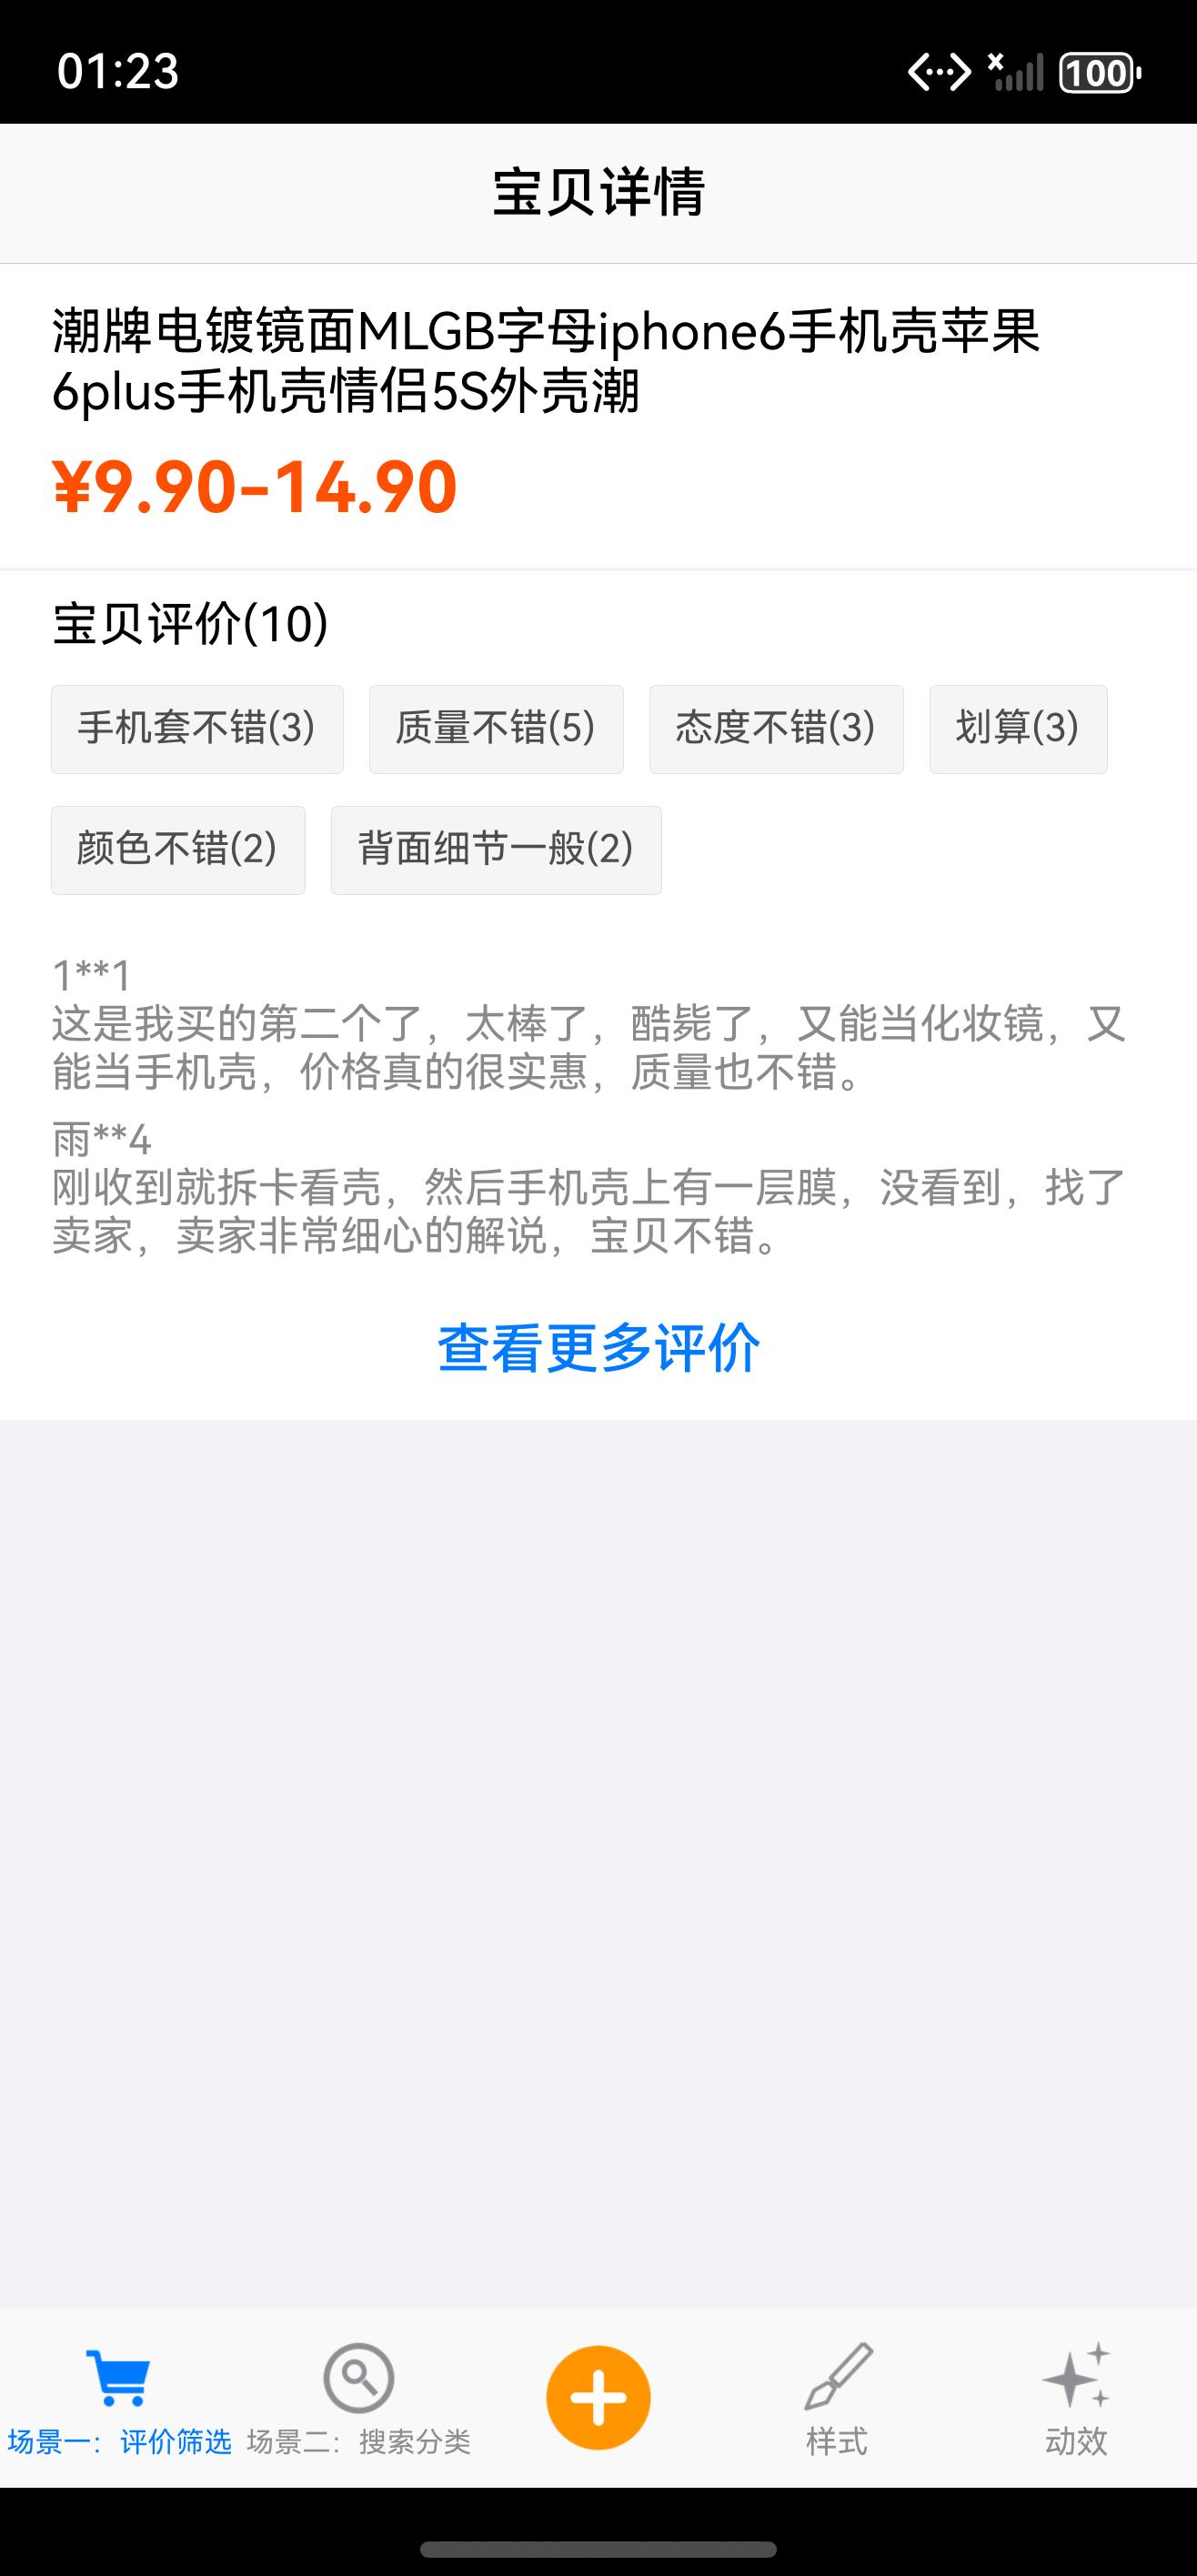 01:23
100
宝贝详情
潮牌电镀镜面MLGB字母iphone6手机壳苹果
6plus手机壳情侣5S外壳潮
¥9.90-14.90
宝贝评价(10)
手机套不错(3) 质量不错(5) 态度不错(3) 划算(3)
颜色不错(2) 背面细节一般(2)
1**1
这是我买的第二个了，太棒了，酷毙了，又能当化妆镜，又
能当手机壳，价格真的很实惠，质量也不错。
雨**4
刚收到就拆卡看壳，然后手机壳上有一层膜，没看到，找了
卖家，卖家非常细心的解说，宝贝不错。
查看更多评价
场景一：评价筛选 场景二：搜索分类 样式 动效